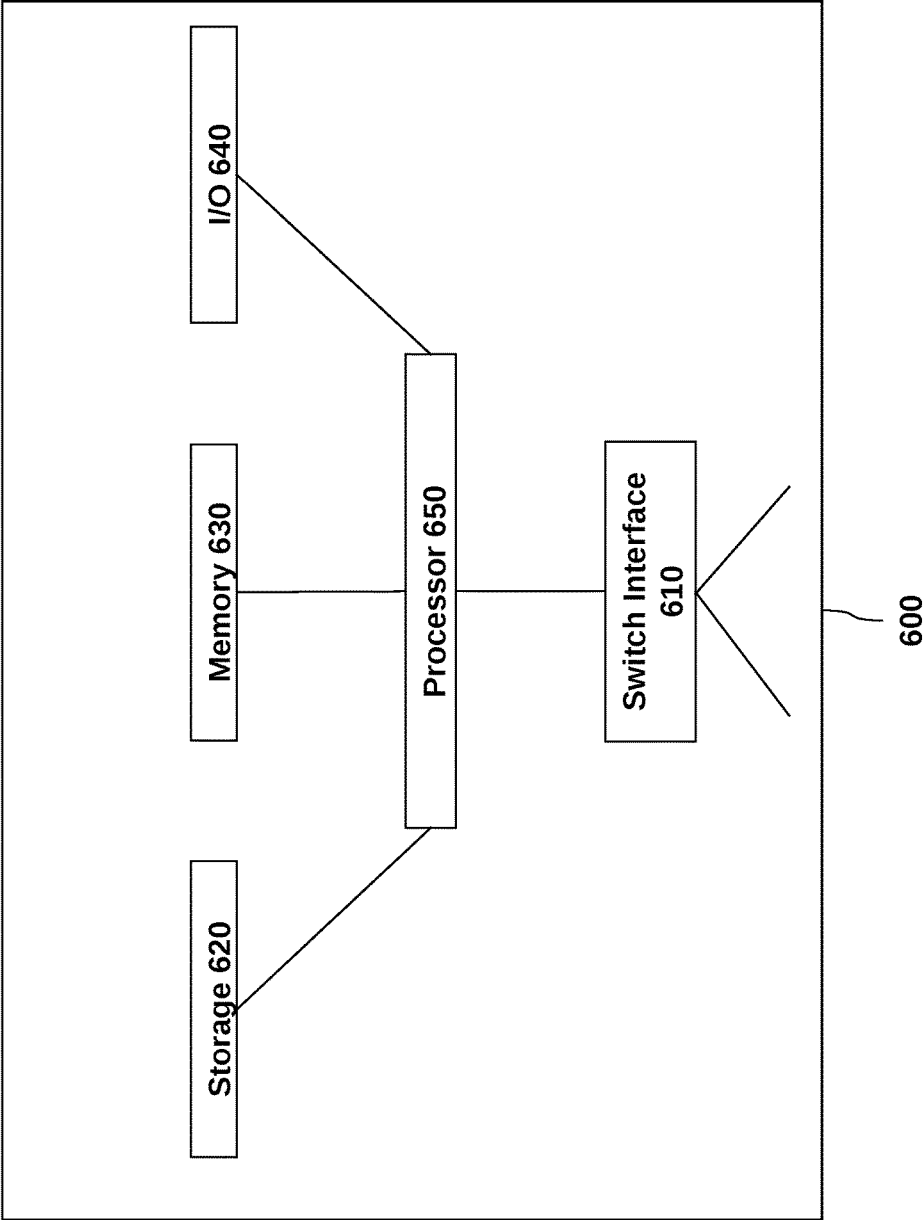 Storage 620
Memory 630
I/O 640
Processor 650
Switch Interface
610
600